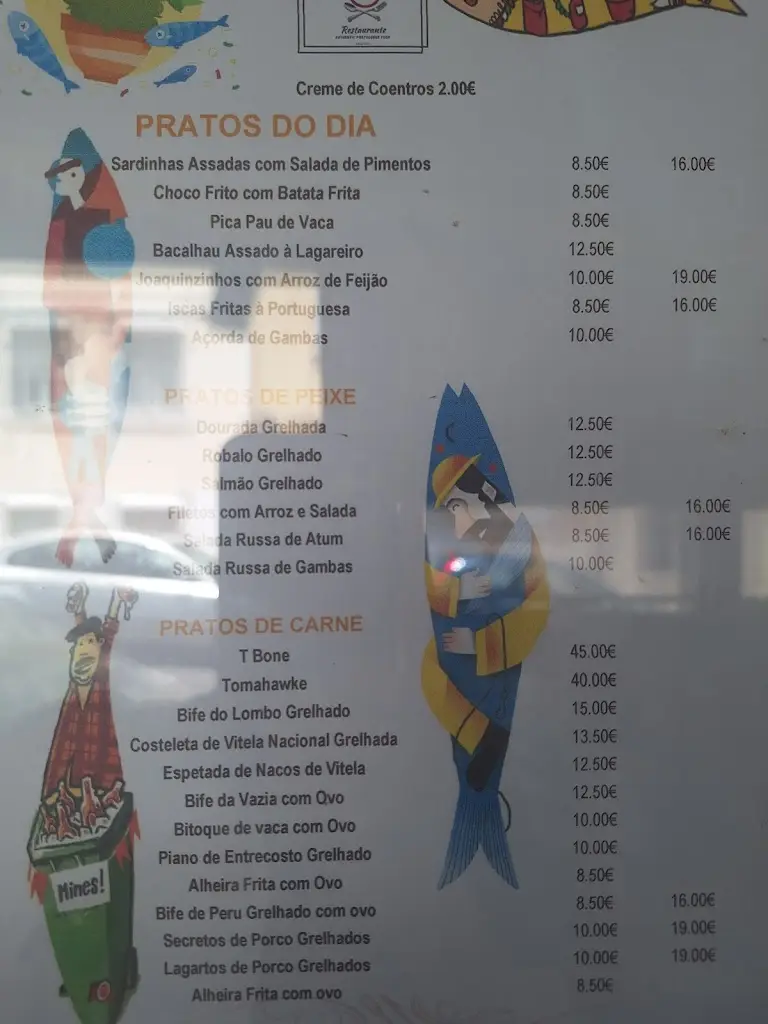 Restaurante
Creme de Coentros 2.00€
PRATOS DO DIA
Sardinhas Assadas com Salada de Pimentos 8.50€ 16.00€
Choco Frito com Batata Frita 8.50€
Pica Pau de Vaca 8.50€
Bacalhau Assado à Lagareiro 12.50€
Joaquinzinhos com Arroz de Feijão 10.00€ 19.00€
Iscas Fritas à Portuguesa 8.50€ 16.00€
Açorda de Gambas 10.00€
PRATOS DE PEIXE
Dourada Grelhada 12.50€
Robalo Grelhado 12.50€
Salmão Grelhado 12.50€
Filetes com Arroz e Salada 8.50€ 16.00€
Salada Russa de Atum 8.50€ 16.00€
Salada Russa de Gambas 10.00€
PRATOS DE CARNE
T Bone 45.00€
Tomahawke 40.00€
Bife do Lombo Grelhado 15.00€
Costeleta de Vitela Nacional Grelhada 13.50€
Espetada de Nacos de Vitela 12.50€
Bife da Vazia com Ovo 12.50€
Bitoque de vaca com Ovo 10.00€
Piano de Entrecosto Grelhado 10.00€
Alheira Frita com Ovo 8.50€
Bife de Peru Grelhado com ovo 8.50€ 16.00€
Secretos de Porco Grelhados 10.00€ 19.00€
Lagartos de Porco Grelhados 10.00€ 19.00€
Alheira Frita com ovo 8.50€
Mines!